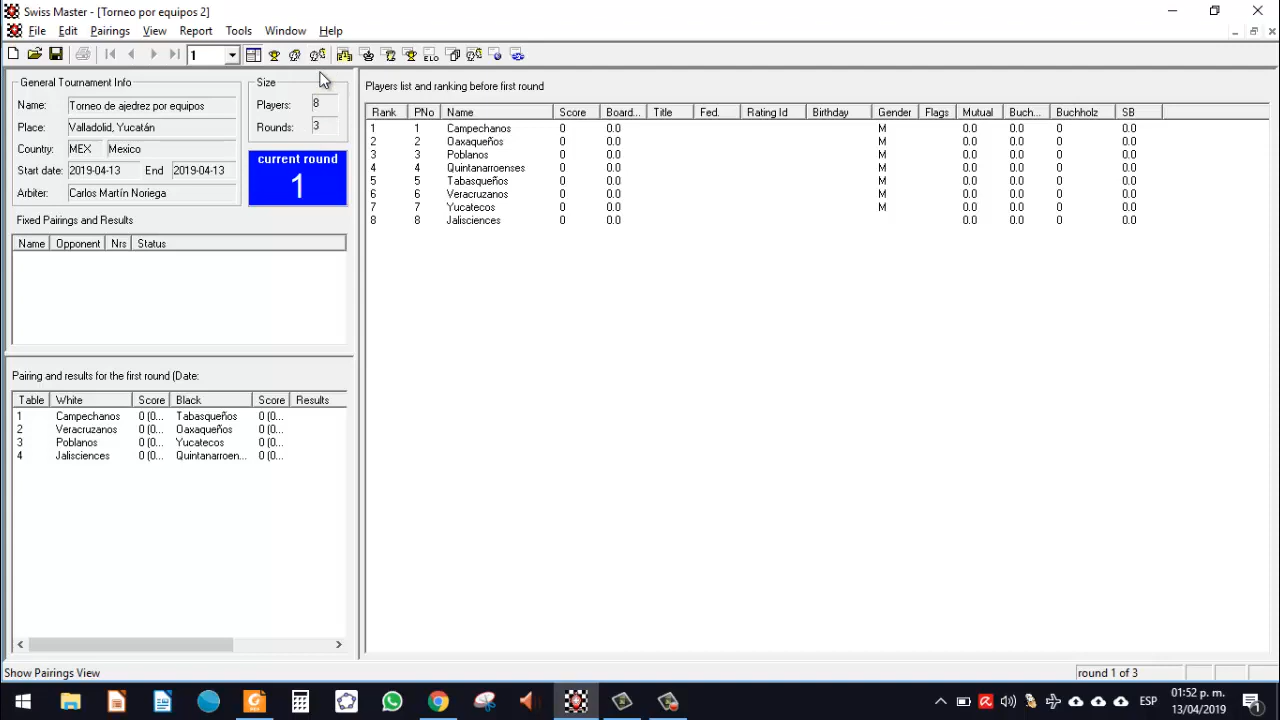 Swiss Master - [Torneo por equipos 2]
File Edit Pairings View Report Tools Window Help
1
ELO
General Tournament Info
Name: Torneo de ajedrez por equipos
Place: Valladolid, Yucatán
Country: MEX Mexico
Start date: 2019-04-13 End 2019-04-13
Arbiter: Carlos Martín Noriega
Size
Players: 8
Rounds: 3
current round
1
Fixed Pairings and Results
Name Opponent Nrs Status
Pairing and results for the first round (Date:
Table White Score Black Score Results
1 Campechanos 0 (0... Tabasqueños 0 (0...
2 Veracruzanos 0 (0... Oaxaqueños 0 (0...
3 Poblanos 0 (0... Yucatecos 0 (0...
4 Jalisciences 0 (0... Quintanarroen... 0 (0...
Players list and ranking before first round
Rank PNo Name Score Board... Title Fed. Rating Id Birthday Gender Flags Mutual Buch... Buchholz SB
1 1 Campechanos 0 0.0 M 0.0 0.0 0 0.0
2 2 Oaxaqueños 0 0.0 M 0.0 0.0 0 0.0
3 3 Poblanos 0 0.0 M 0.0 0.0 0 0.0
4 4 Quintanarroenses 0 0.0 M 0.0 0.0 0 0.0
5 5 Tabasqueños 0 0.0 M 0.0 0.0 0 0.0
6 6 Veracruzanos 0 0.0 M 0.0 0.0 0 0.0
7 7 Yucatecos 0 0.0 M 0.0 0.0 0 0.0
8 8 Jalisciences 0 0.0 0.0 0.0 0 0.0
Show Pairings View
round 1 of 3
ESP
01:52 p. m.
13/04/2019
1